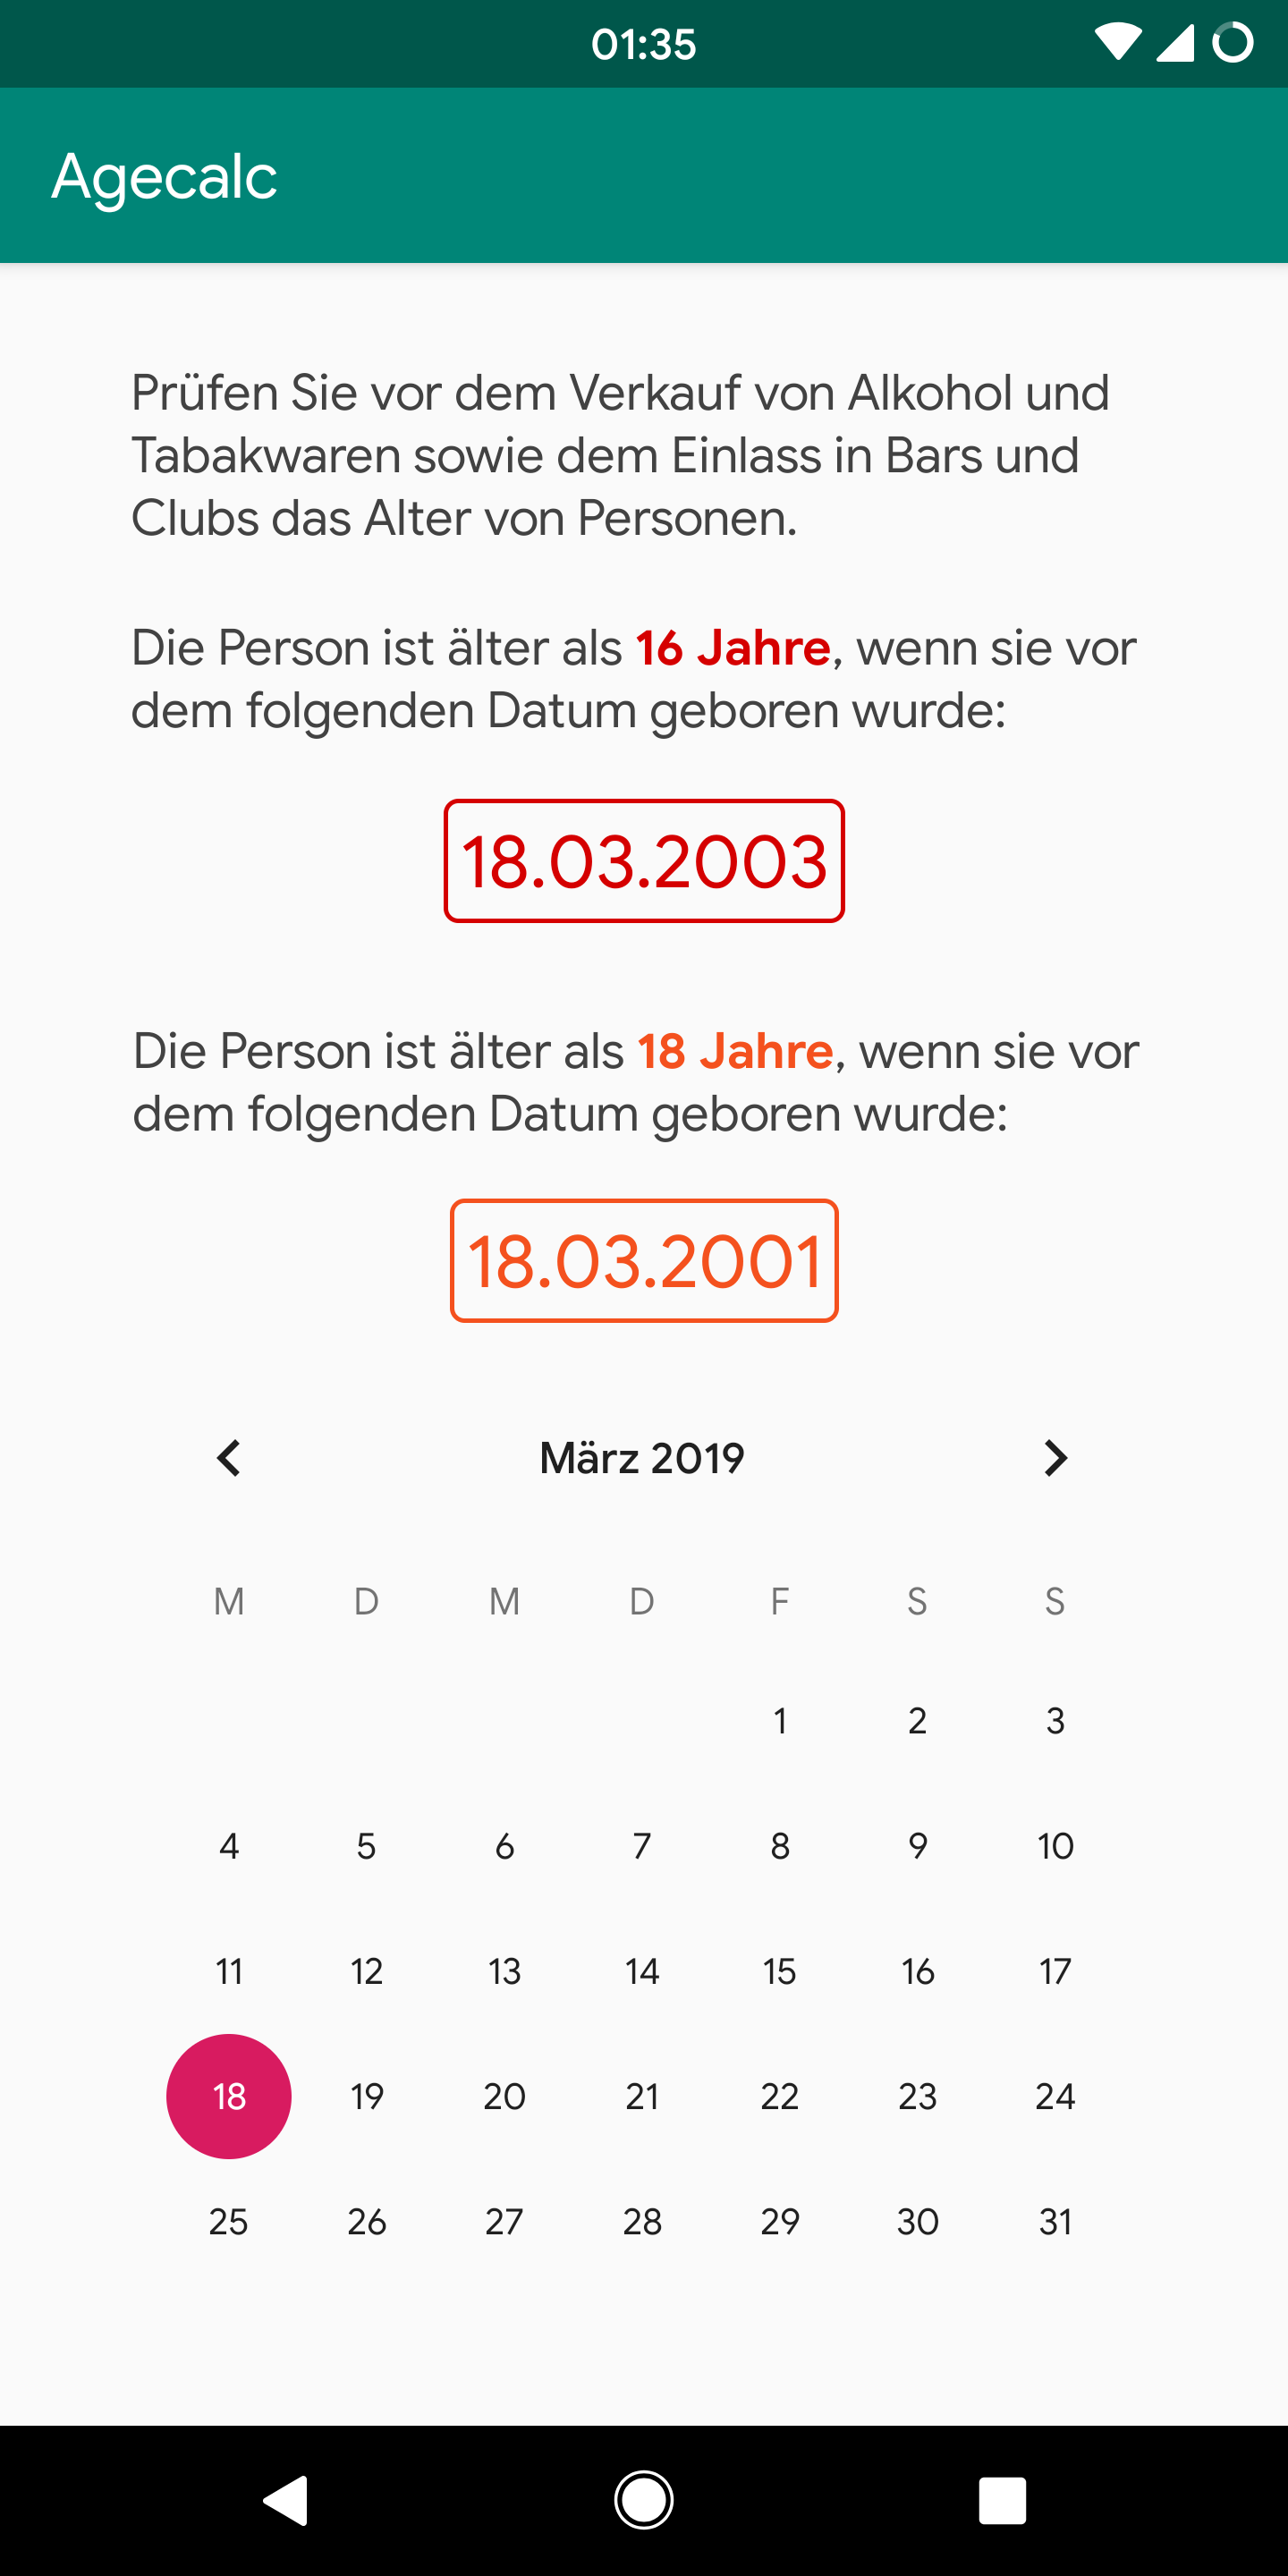 01:35
Agecalc
Prüfen Sie vor dem Verkauf von Alkohol und
Tabakwaren sowie dem Einlass in Bars und
Clubs das Alter von Personen.
Die Person ist älter als 16 Jahre, wenn sie vor
dem folgenden Datum geboren wurde:
18.03.2003
Die Person ist älter als 18 Jahre, wenn sie vor
dem folgenden Datum geboren wurde:
18.03.2001
März 2019
M D M D F S S
1 2 3
4 5 6 7 8 9 10
11 12 13 14 15 16 17
18 19 20 21 22 23 24
25 26 27 28 29 30 31